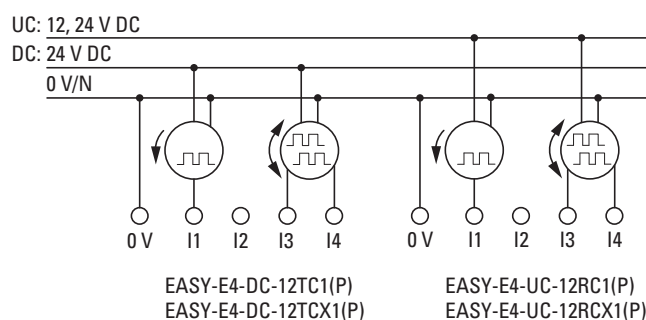 UC: 12, 24 V DC
DC: 24 V DC
0 V/N
0 V I1 I2 I3 I4 0 V I1 I2 I3 I4
EASY-E4-DC-12TC1(P) EASY-E4-UC-12RC1(P)
EASY-E4-DC-12TCX1(P) EASY-E4-UC-12RCX1(P)